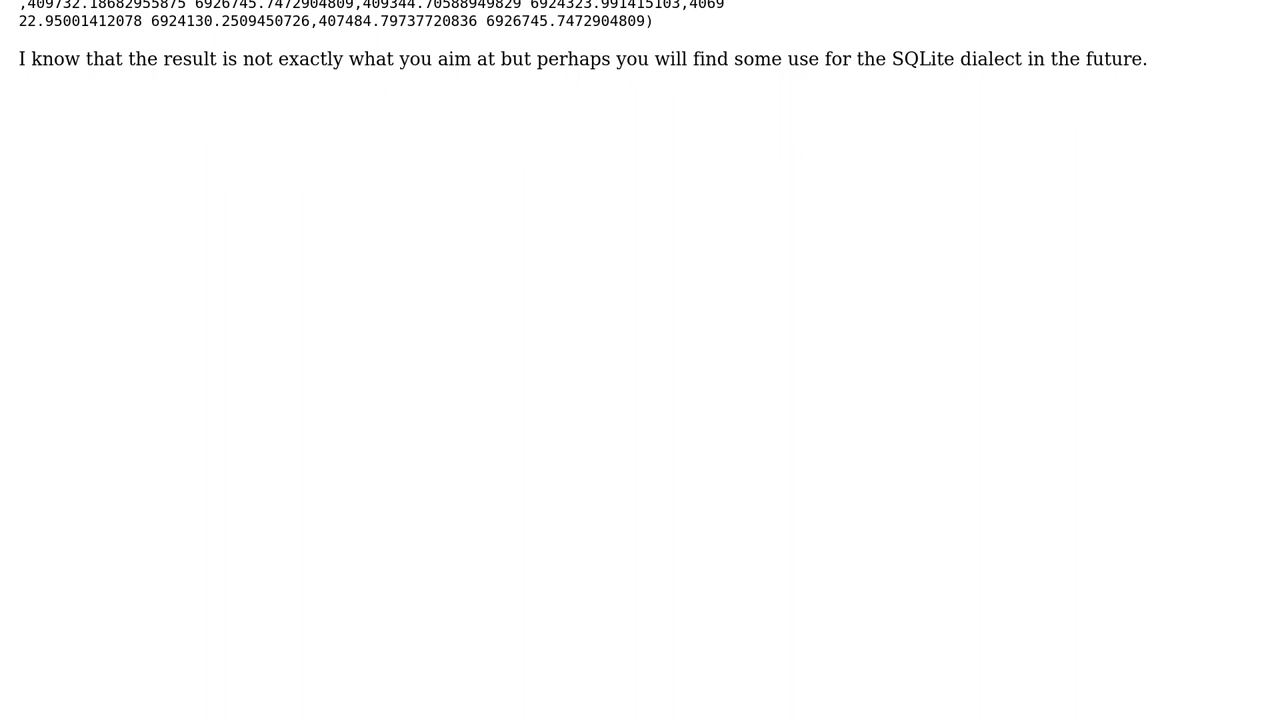 ,409732.18682955875 6926745.7472904809,409344.70588949829 6924323.991415103,4069
22.95001412078 6924130.2509450726,407484.79737720836 6926745.7472904809)
I know that the result is not exactly what you aim at but perhaps you will find some use for the SQLite dialect in the future.